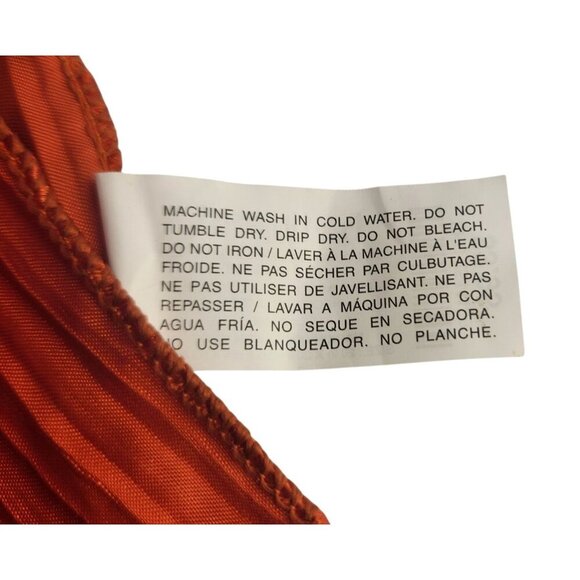 MACHINE WASH IN COLD WATER. DO NOT
TUMBLE DRY. DRIP DRY. DO NOT BLEACH.
DO NOT IRON / LAVER À LA MACHINE À L'EAU
FROIDE. NE PAS SÉCHER PAR CULBUTAGE.
NE PAS UTILISER DE JAVELLISANT. NE PAS
REPASSER / LAVAR A MÁQUINA POR CON
AGUA FRÍA. NO SEQUE EN SECADORA.
NO USE BLANQUEADOR. NO PLANCHE.